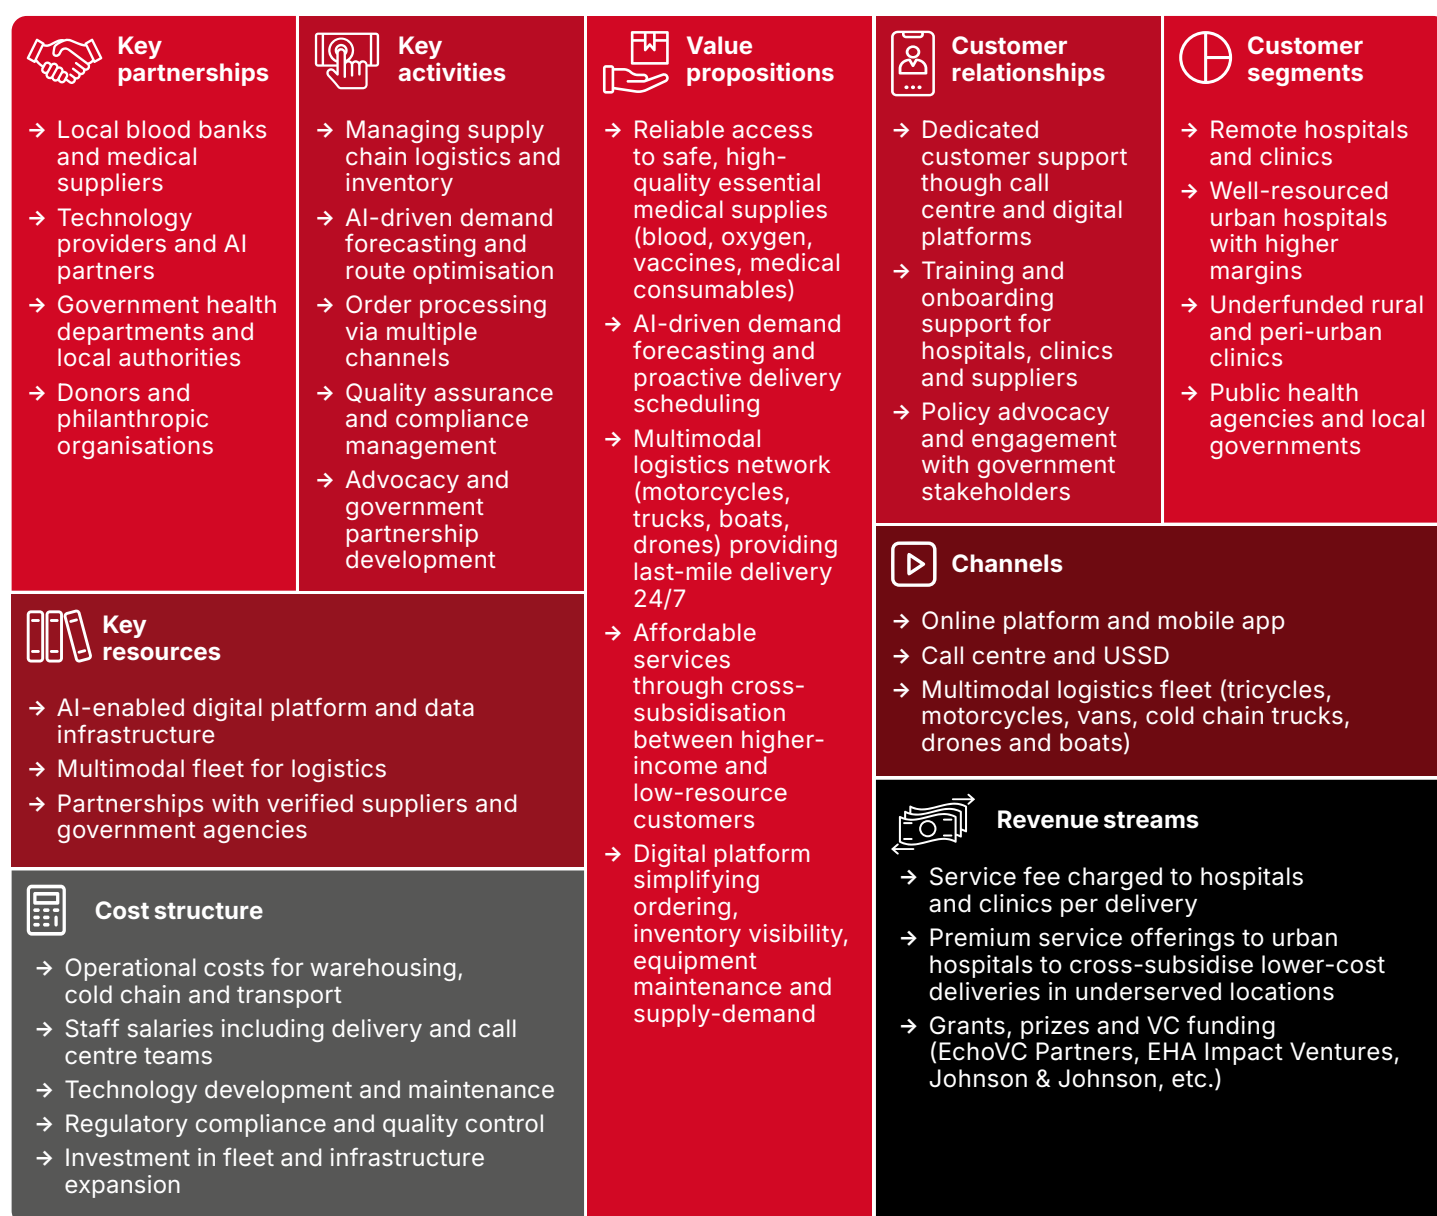 Key
partnerships
→ Local blood banks
and medical
suppliers
→ Technology
providers and AI
partners
→ Government health
departments and
local authorities
→ Donors and
philanthropic
organisations
Key
activities
→ Managing supply
chain logistics and
inventory
→ AI-driven demand
forecasting and
route optimisation
→ Order processing
via multiple
channels
→ Quality assurance
and compliance
management
→ Advocacy and
government
partnership
development
Value
propositions
→ Reliable access
to safe, high-
quality essential
medical supplies
(blood, oxygen,
vaccines, medical
consumables)
→ AI-driven demand
forecasting and
proactive delivery
scheduling
→ Multimodal
logistics network
(motorcycles,
trucks, boats,
drones) providing
last-mile delivery
24/7
→ Affordable
services
through cross-
subsidisation
between higher-
income and
low-resource
customers
→ Digital platform
simplifying
ordering,
inventory visibility,
equipment
maintenance and
supply-demand
Customer
relationships
→ Dedicated
customer support
though call
centre and digital
platforms
→ Training and
onboarding
support for
hospitals, clinics
and suppliers
→ Policy advocacy
and engagement
with government
stakeholders
Customer
segments
→ Remote hospitals
and clinics
→ Well-resourced
urban hospitals
with higher
margins
→ Underfunded rural
and peri-urban
clinics
→ Public health
agencies and local
governments
Key
resources
→ AI-enabled digital platform and data
infrastructure
→ Multimodal fleet for logistics
→ Partnerships with verified suppliers and
government agencies
Channels
→ Online platform and mobile app
→ Call centre and USSD
→ Multimodal logistics fleet (tricycles,
motorcycles, vans, cold chain trucks,
drones and boats)
Cost structure
→ Operational costs for warehousing,
cold chain and transport
→ Staff salaries including delivery and call
centre teams
→ Technology development and maintenance
→ Regulatory compliance and quality control
→ Investment in fleet and infrastructure
expansion
Revenue streams
→ Service fee charged to hospitals
and clinics per delivery
→ Premium service offerings to urban
hospitals to cross-subsidise lower-cost
deliveries in underserved locations
→ Grants, prizes and VC funding
(EchoVC Partners, EHA Impact Ventures,
Johnson & Johnson, etc.)